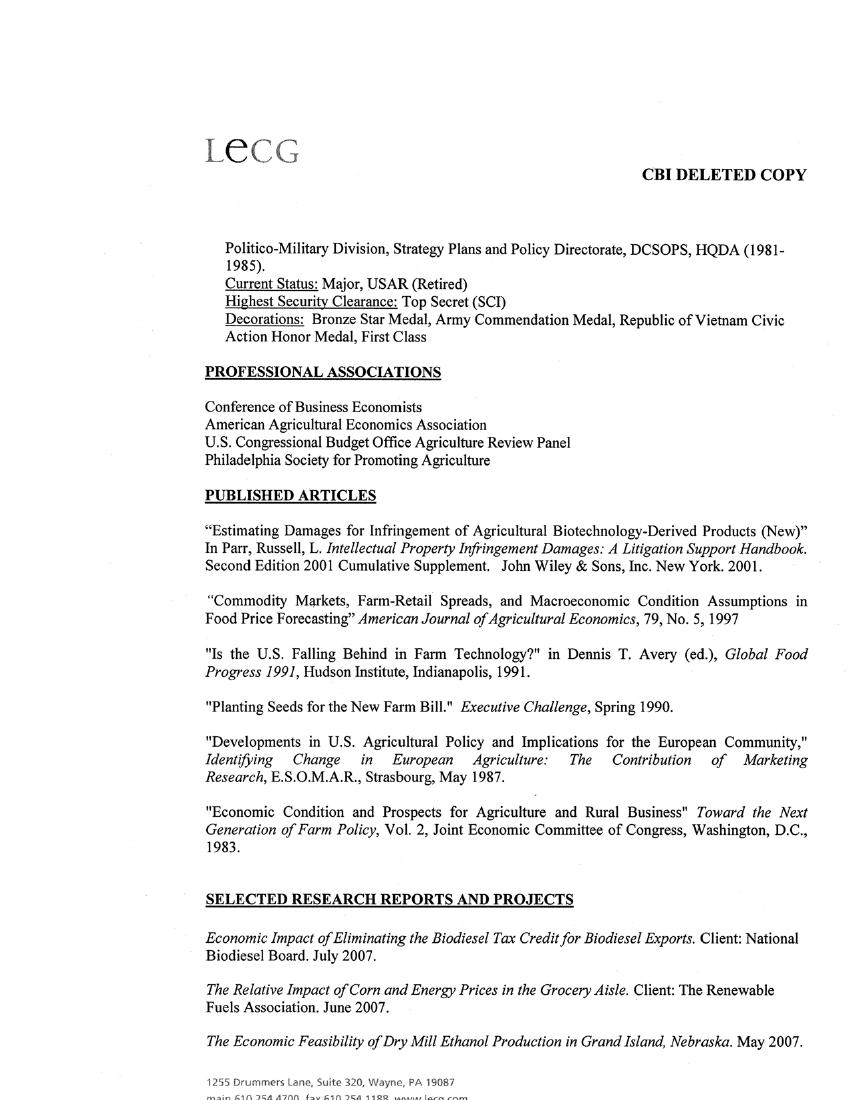 LECG
CBI DELETED COPY
Politico-Military Division, Strategy Plans and Policy Directorate, DCSOPS, HQDA (1981-
1985).
Current Status: Major, USAR (Retired)
Highest Security Clearance: Top Secret (SCI)
Decorations: Bronze Star Medal, Army Commendation Medal, Republic of Vietnam Civic
Action Honor Medal, First Class
PROFESSIONAL ASSOCIATIONS
Conference of Business Economists
American Agricultural Economics Association
U.S. Congressional Budget Office Agriculture Review Panel
Philadelphia Society for Promoting Agriculture
PUBLISHED ARTICLES
“Estimating Damages for Infringement of Agricultural Biotechnology-Derived Products (New)”
In Parr, Russell, L. Intellectual Property Infringement Damages: A Litigation Support Handbook.
Second Edition 2001 Cumulative Supplement. John Wiley & Sons, Inc. New York. 2001.
“Commodity Markets, Farm-Retail Spreads, and Macroeconomic Condition Assumptions in
Food Price Forecasting” American Journal of Agricultural Economics, 79, No. 5, 1997
"Is the U.S. Falling Behind in Farm Technology?" in Dennis T. Avery (ed.), Global Food
Progress 1991, Hudson Institute, Indianapolis, 1991.
"Planting Seeds for the New Farm Bill." Executive Challenge, Spring 1990.
"Developments in U.S. Agricultural Policy and Implications for the European Community,"
Identifying Change in European Agriculture: The Contribution of Marketing
Research, E.S.O.M.A.R., Strasbourg, May 1987.
"Economic Condition and Prospects for Agriculture and Rural Business" Toward the Next
Generation of Farm Policy, Vol. 2, Joint Economic Committee of Congress, Washington, D.C.,
1983.
SELECTED RESEARCH REPORTS AND PROJECTS
Economic Impact of Eliminating the Biodiesel Tax Credit for Biodiesel Exports. Client: National
Biodiesel Board. July 2007.
The Relative Impact of Corn and Energy Prices in the Grocery Aisle. Client: The Renewable
Fuels Association. June 2007.
The Economic Feasibility of Dry Mill Ethanol Production in Grand Island, Nebraska. May 2007.
1255 Drummers Lane, Suite 320, Wayne, PA 19087
main 610.254.4700 fax 610.254.1188 www.lecg.com